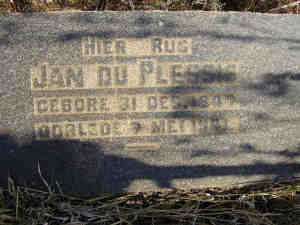 HIER RUS
JAN DU PLESSIS
GEBORE 31 DES.
OORLEDE 7 MEI